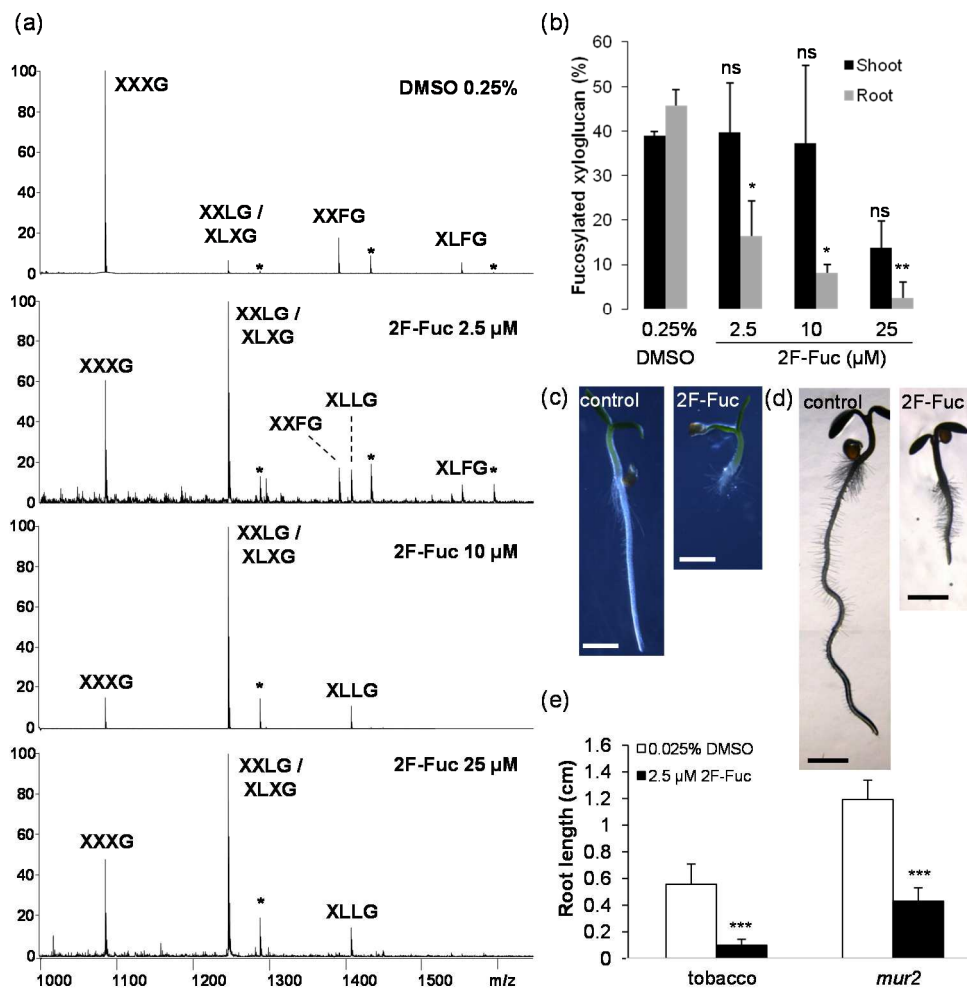 (a)
100
80
60
40
20
0
XXXG
DMSO 0.25%
XXLG /
XLXG
*
XXFG
*
XLFG
*
100
80
60
40
20
0
2F-Fuc 2.5 µM
XXXG
XXLG /
XLXG
*
XXFG
XLLG
*
XLFG *
100
80
60
40
20
0
2F-Fuc 10 µM
XXXG
XXLG /
XLXG
*
XLLG
100
80
60
40
20
0
2F-Fuc 25 µM
XXXG
XXLG /
XLXG
*
XLLG
1000 1100 1200 1300 1400 1500 m/z
(b)
Fucosylated xyloglucan (%)
60
50
40
30
20
10
0
Shoot
Root
ns
*
ns
*
ns
**
0.25% 2.5 10 25
DMSO 2F-Fuc (µM)
(c)
control
2F-Fuc
(d)
control
2F-Fuc
(e)
Root length (cm)
1.6
1.4
1.2
1.0
0.8
0.6
0.4
0.2
0
0.025% DMSO
2.5 µM 2F-Fuc
***
***
tobacco mur2